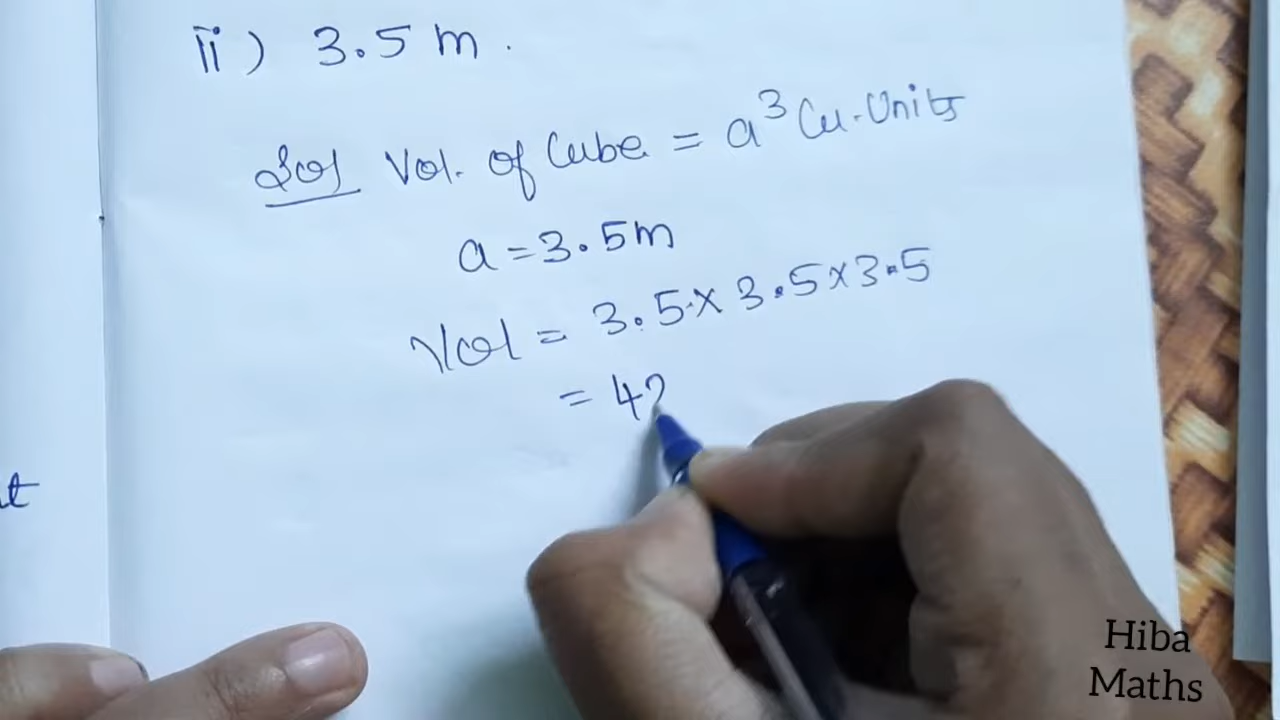 ii) 3.5 m.
Sol Vol. of Cube = a³ Cu.Units
a = 3.5m
Vol = 3.5 x 3.5 x 3.5
= 42
Hiba
Maths